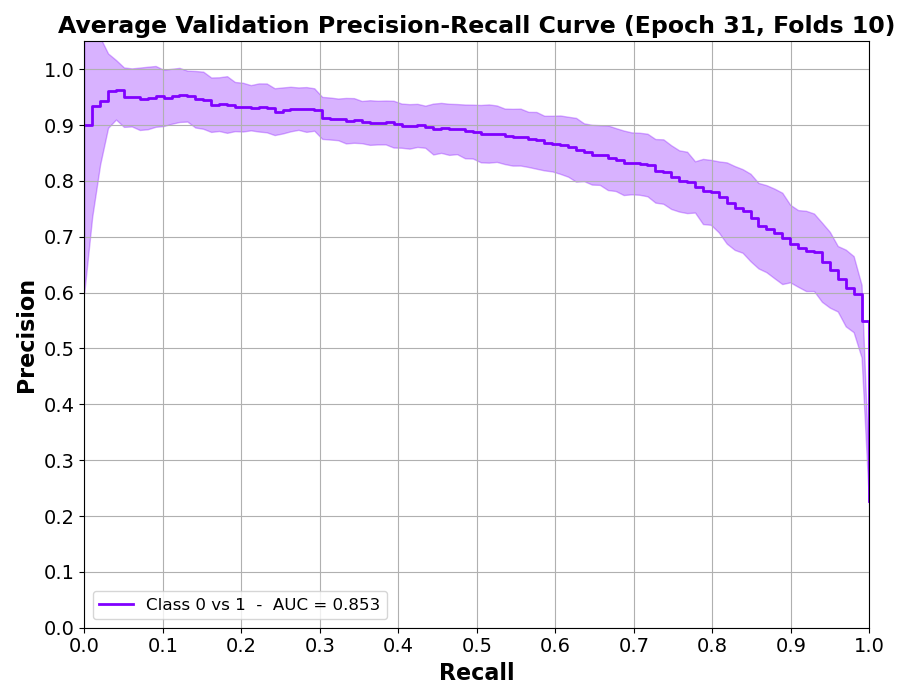 Average Validation Precision-Recall Curve (Epoch 31, Folds 10)
Precision
1.0
0.9
0.8
0.7
0.6
0.5
0.4
0.3
0.2
0.1
0.0
Class 0 vs 1 - AUC = 0.853
0.0 0.1 0.2 0.3 0.4 0.5 0.6 0.7 0.8 0.9 1.0
Recall